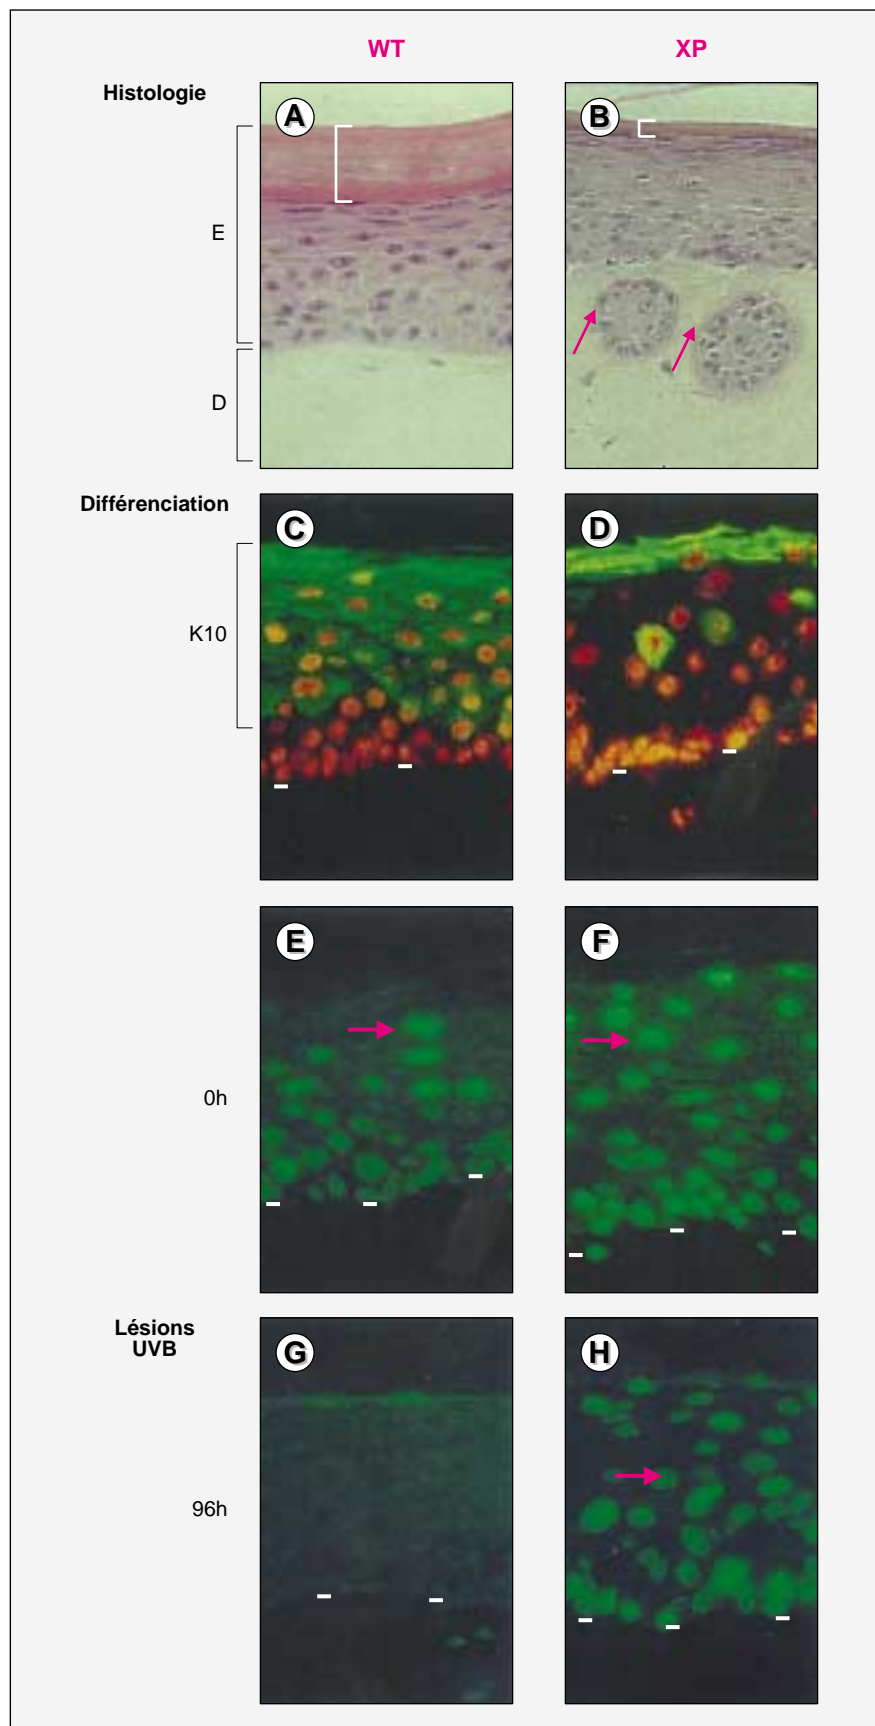 WT
XP
Histologie
A
B
E
D
Différenciation
C
D
K10
E
F
0h
Lésions
UVB
G
H
96h